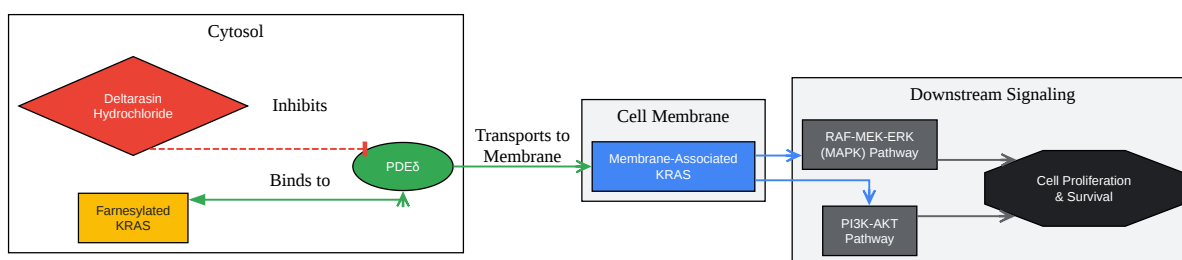 Cytosol
Deltarasin
Hydrochloride
Inhibits
PDEδ
Binds to
Farnesylated
KRAS
Transports to
Membrane
Cell Membrane
Membrane-Associated
KRAS
Downstream Signaling
RAF-MEK-ERK
(MAPK) Pathway
PI3K-AKT
Pathway
Cell Proliferation
& Survival